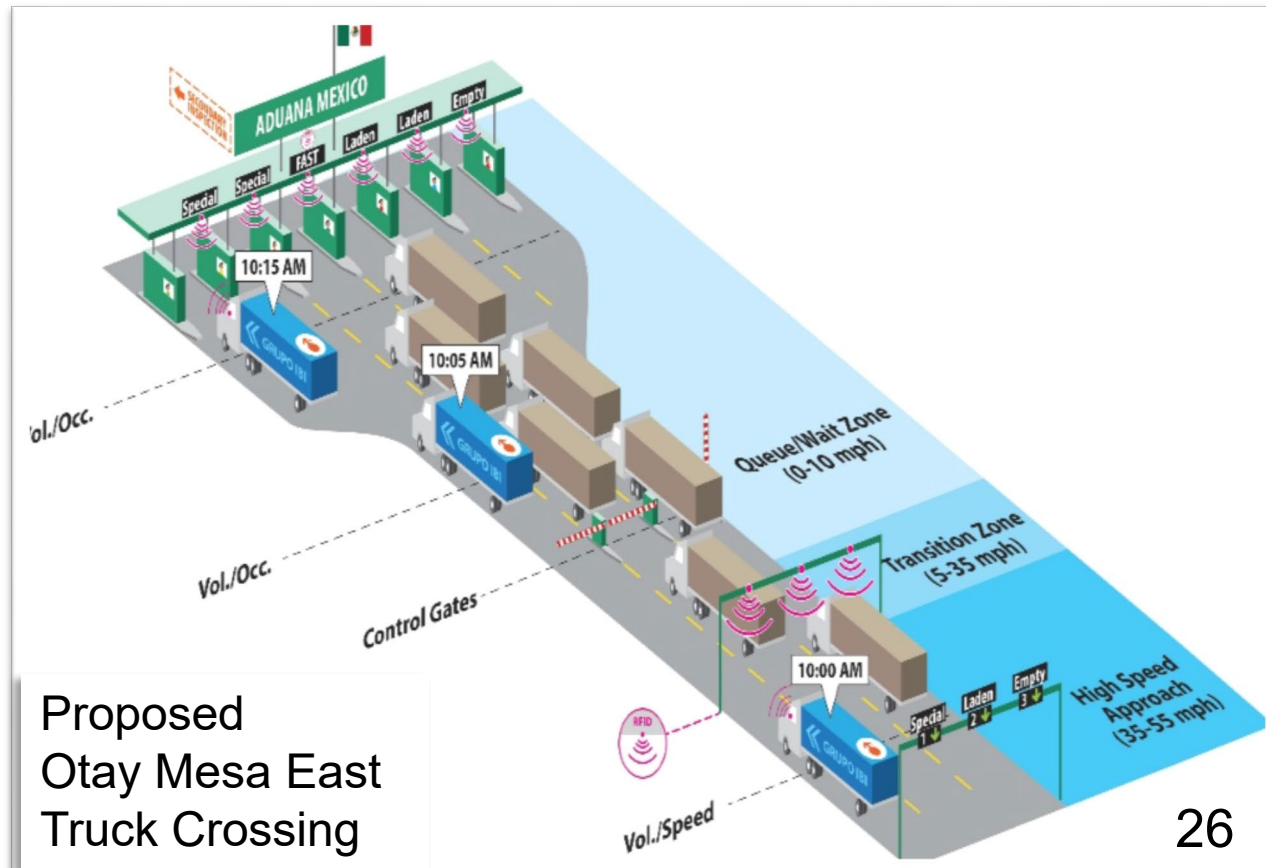 SECONDARY
INSPECTION
ADUANA MEXICO
Special
Special
FAST
Laden
Laden
Empty
10:15 AM
GRUPO IBI
10:05 AM
GRUPO IBI
ol./Occ.
Vol./Occ.
Control Gates
Queue/Wait Zone
(0-10 mph)
Transition Zone
(5-35 mph)
High Speed
Approach
(35-55 mph)
10:00 AM
GRUPO IBI
Special
1
Laden
2
Empty
3
RFID
Vol./Speed
Proposed
Otay Mesa East
Truck Crossing
26